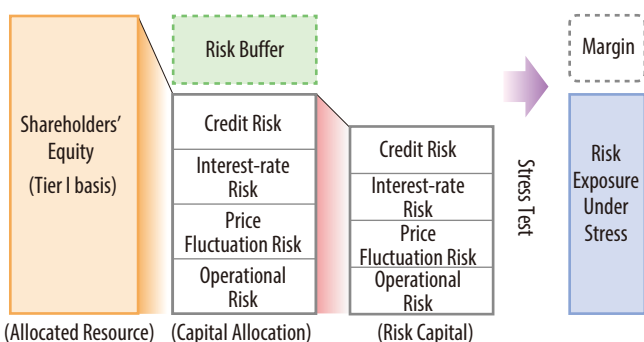 Shareholders’
Equity
(Tier I basis)
(Allocated Resource)
Risk Buffer
Credit Risk
Interest-rate
Risk
Price
Fluctuation Risk
Operational
Risk
(Capital Allocation)
Credit Risk
Interest-rate
Risk
Price
Fluctuation Risk
Operational
Risk
(Risk Capital)
Stress Test
Margin
Risk
Exposure
Under
Stress